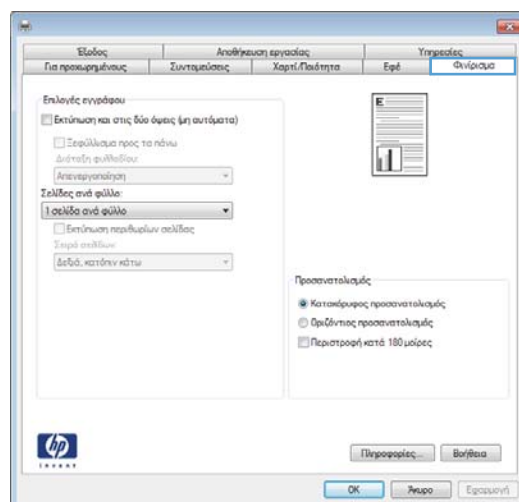 Έξοδος
Αποθήκευση εργασίας
Υπηρεσίες
Για προχωρημένους
Συντομεύσεις
Χαρτί/Ποιότητα
Εφέ
Φινίρισμα
Επιλογές εγγράφου
Εκτύπωση και στις δύο όψεις (μη αυτόματα)
Ξεφύλλισμα προς τα πάνω
Διάταξη φυλλαδίου:
Απενεργοποίηση
Σελίδες ανά φύλλο:
1 σελίδα ανά φύλλο
Εκτύπωση περιθωρίων σελίδας
Σειρά σελίδων:
Δεξιά, κατόπιν κάτω
E
Προσανατολισμός
Κατακόρυφος προσανατολισμός
Οριζόντιος προσανατολισμός
Περιστροφή κατά 180 μοίρες
hp
invent
Πληροφορίες...
Βοήθεια
OK
Άκυρο
Εφαρμογή